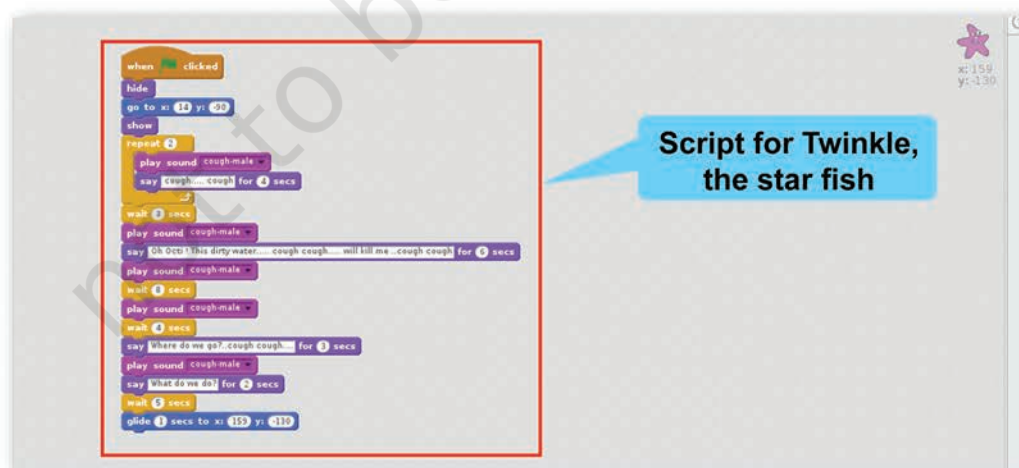 when clicked
hide
go to x: 14 y: -90
show
repeat 2
play sound cough-male
say cough.... cough for 4 secs
wait 3 secs
play sound cough-male
say Oh Octi ! This dirty water..... cough cough.... will kill me ..cough cough for 6 secs
play sound cough-male
wait 8 secs
play sound cough-male
wait 4 secs
say Where do we go?..cough cough.... for 3 secs
play sound cough-male
say What do we do? for 2 secs
wait 5 secs
glide 1 secs to x: 159 y: -130
x: 159
y: -130
Script for Twinkle,
the star fish